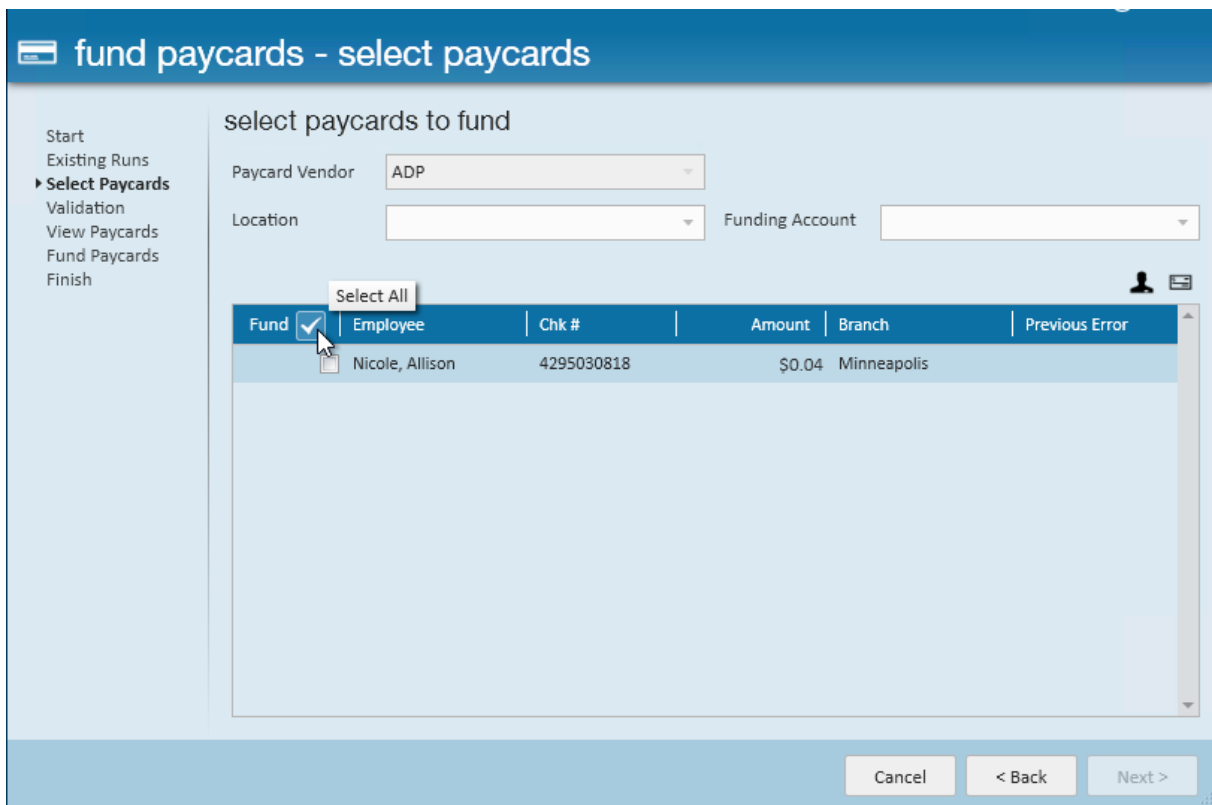 fund paycards - select paycards
Start
Existing Runs
Select Paycards
Validation
View Paycards
Fund Paycards
Finish
select paycards to fund
Paycard Vendor ADP
Location Funding Account
Select All
Fund Employee Chk # Amount Branch Previous Error
Nicole, Allison 4295030818 $0.04 Minneapolis
Cancel < Back Next >